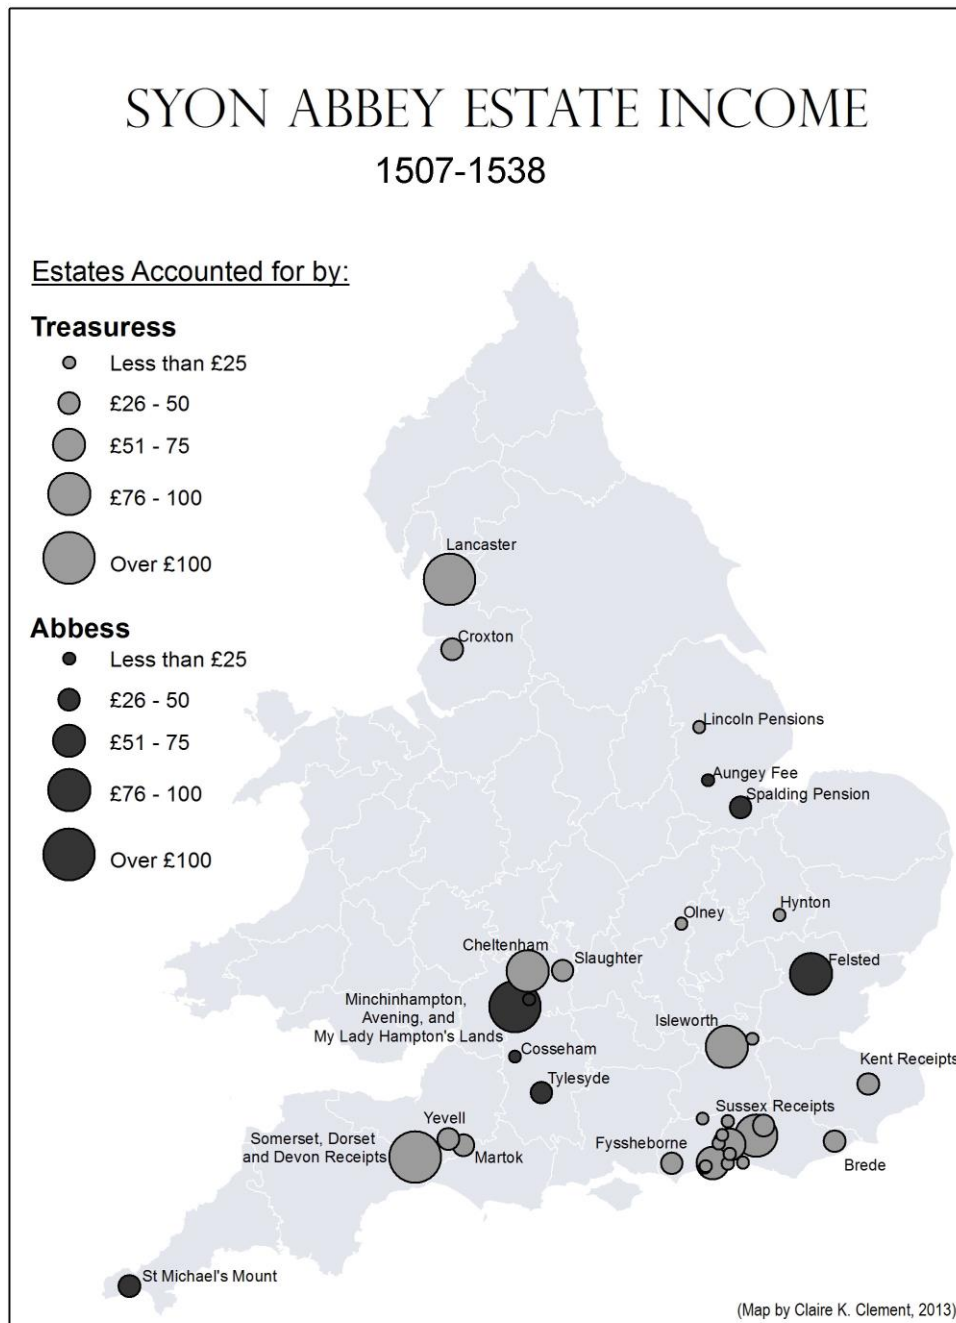 SYON ABBEY ESTATE INCOME
1507-1538
Estates Accounted for by:
Treasuress
Less than £25
£26 - 50
£51 - 75
£76 - 100
Over £100
Abbess
Less than £25
£26 - 50
£51 - 75
£76 - 100
Over £100
Lancaster
Croxton
Lincoln Pensions
Aungey Fee
Spalding Pension
Hynton
Olney
Cheltenham
Slaughter
Felsted
Minchinhampton,
Avening, and
My Lady Hampton's Lands
Isleworth
Cosseham
Kent Receipts
Tylesyde
Sussex Receipts
Yevell
Somerset, Dorset
and Devon Receipts
Martok
Fyssheborne
Brede
St Michael's Mount
(Map by Claire K. Clement, 2013)